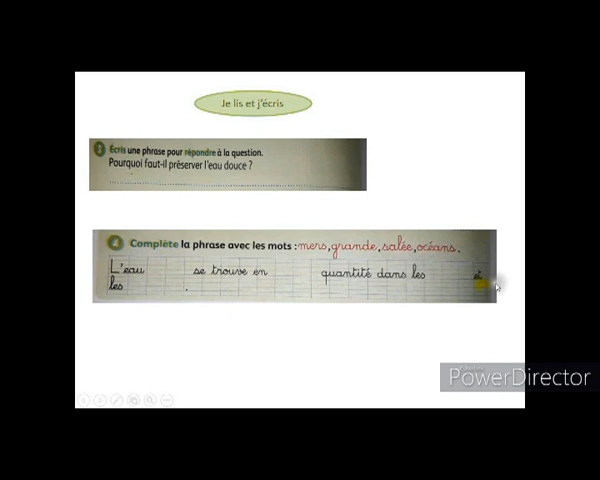 Je lis et j'écris
3 Écris une phrase pour répondre à la question.
Pourquoi faut-il préserver l'eau douce ?
4 Complète la phrase avec les mots : mers, grande, salée, océans.
L'eau se trouve en quantité dans les et
les .
PowerDirector